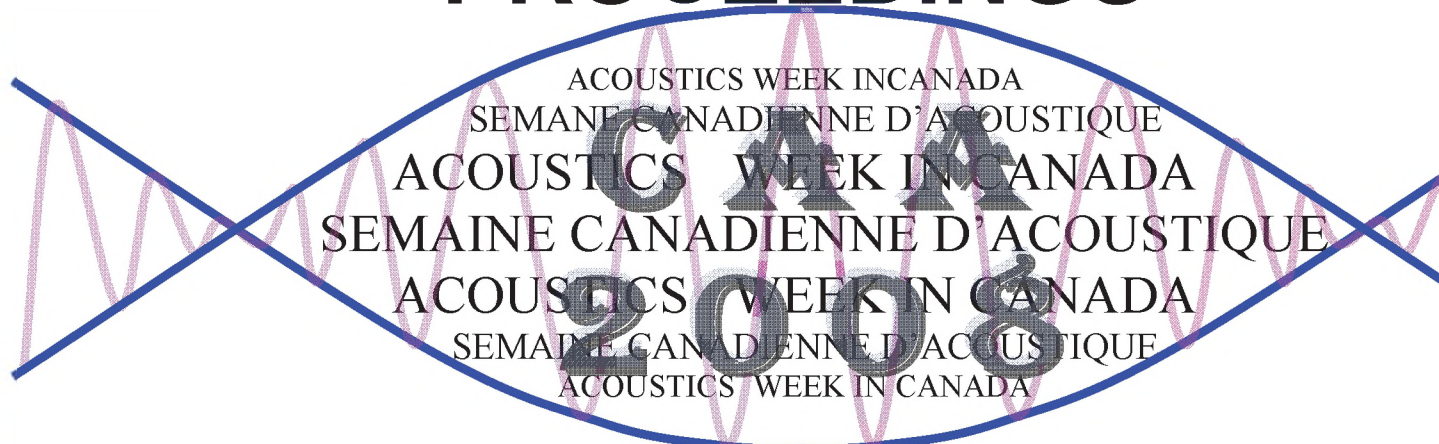 PROCEEDINGS
ACOUSTICS WEEK INCANADA
SEMANE CANADIENNE D'ACOUSTIQUE
ACOUSTICS WEEK IN CANADA
SEMAINE CANADIENNE D'ACOUSTIQUE
ACOUSTICS WEEK IN CANADA
SEMAINE CANADIENNE D'ACOUSTIQUE
ACOUSTICS WEEK IN CANADA
CAA
2008